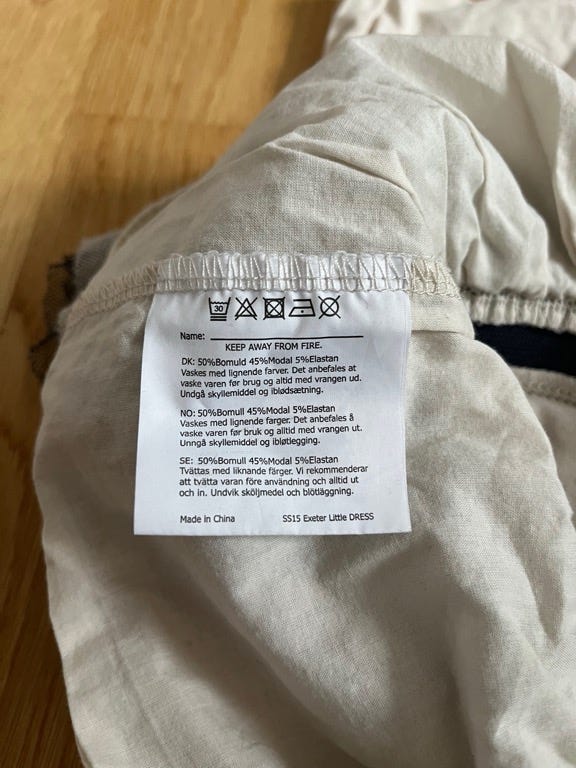 30
Name:
KEEP AWAY FROM FIRE.
DK: 50%Bomuld 45%Modal 5%Elastan
Vaskes med lignende farver. Det anbefales at
vaske varen før brug og altid med vrangen ud.
Undgå skyllemiddel og iblødsætning.
NO: 50%Bomull 45%Modal 5%Elastan
Vaskes med lignende farger. Det anbefales å
vaske varen før bruk og altid med vrangen ut.
Unngå skyllemiddel og ibløtlegging.
SE: 50%Bomull 45%Modal 5%Elastan
Tvättas med liknande färger. Vi rekommenderar
att tvätta varan före användning och alltid ut
och in. Undvik sköljmedel och blötläggning.
Made in China SS15 Exeter Little DRESS